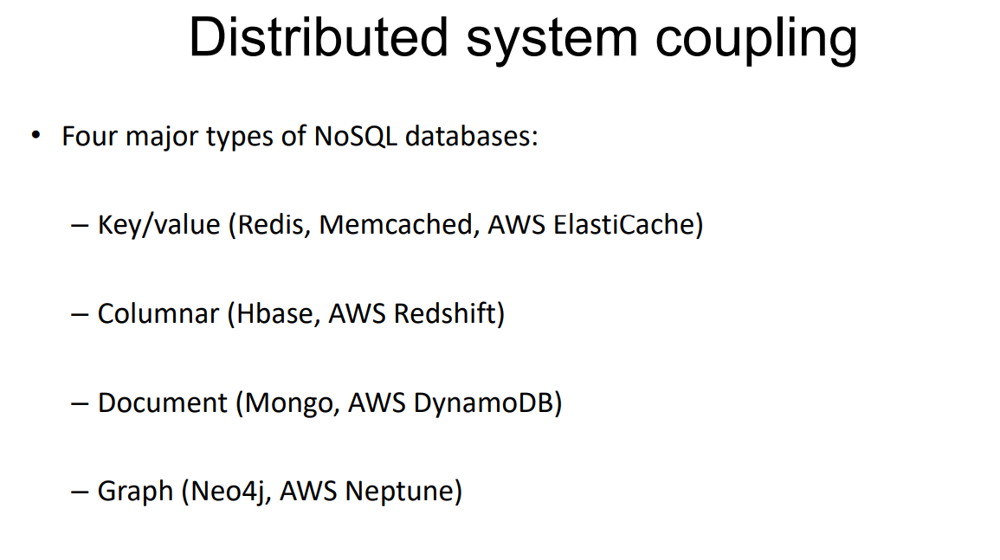 Distributed system coupling
• Four major types of NoSQL databases:
– Key/value (Redis, Memcached, AWS ElastiCache)
– Columnar (Hbase, AWS Redshift)
– Document (Mongo, AWS DynamoDB)
– Graph (Neo4j, AWS Neptune)